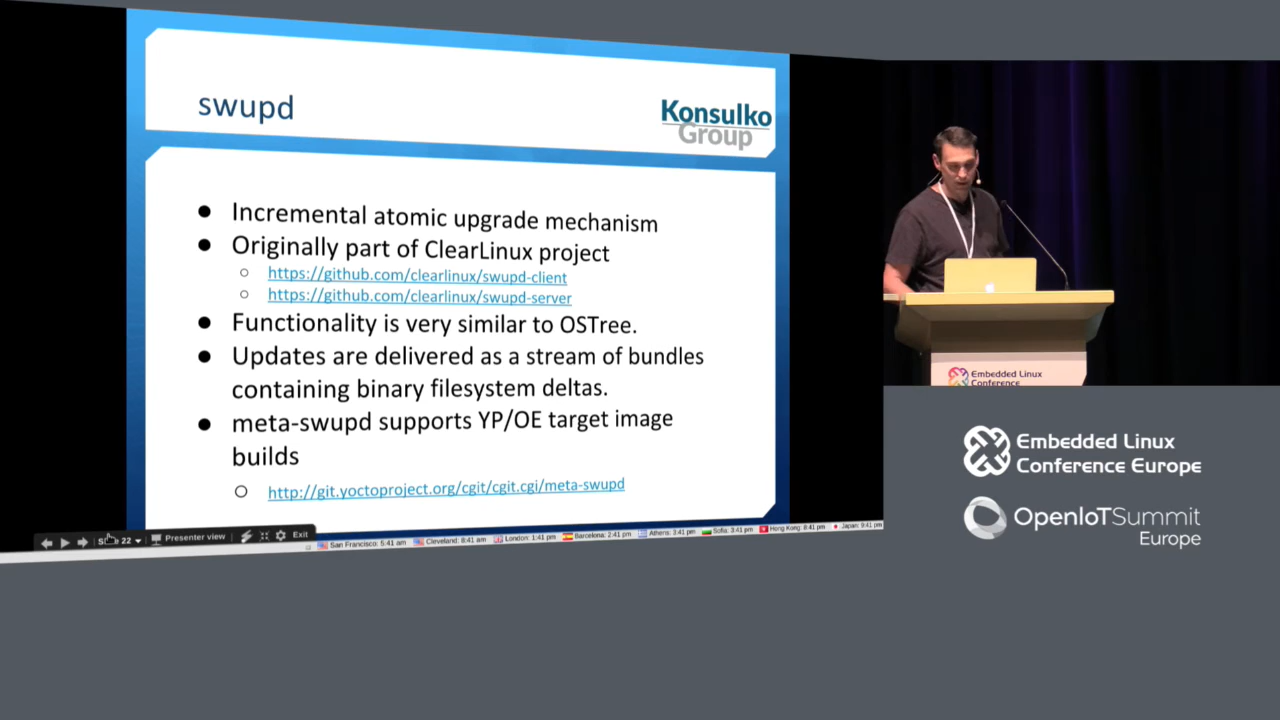 swupd
Konsulko
Group
● Incremental atomic upgrade mechanism
● Originally part of ClearLinux project
○ https://github.com/clearlinux/swupd-client
○ https://github.com/clearlinux/swupd-server
● Functionality is very similar to OSTree.
● Updates are delivered as a stream of bundles
containing binary filesystem deltas.
● meta-swupd supports YP/OE target image
builds
○ http://git.yoctoproject.org/cgit/cgit.cgi/meta-swupd
22
Presenter view
Exit
San Francisco: 5:41 am
Cleveland: 8:41 am
London: 1:41 pm
Barcelona: 2:41 pm
Athens: 3:41 pm
Sofia: 3:41 pm
Hong Kong: 8:41 pm
Japan: 9:41 pm
Embedded Linux
Conference
Embedded Linux
Conference Europe
OpenIoTSummit
Europe